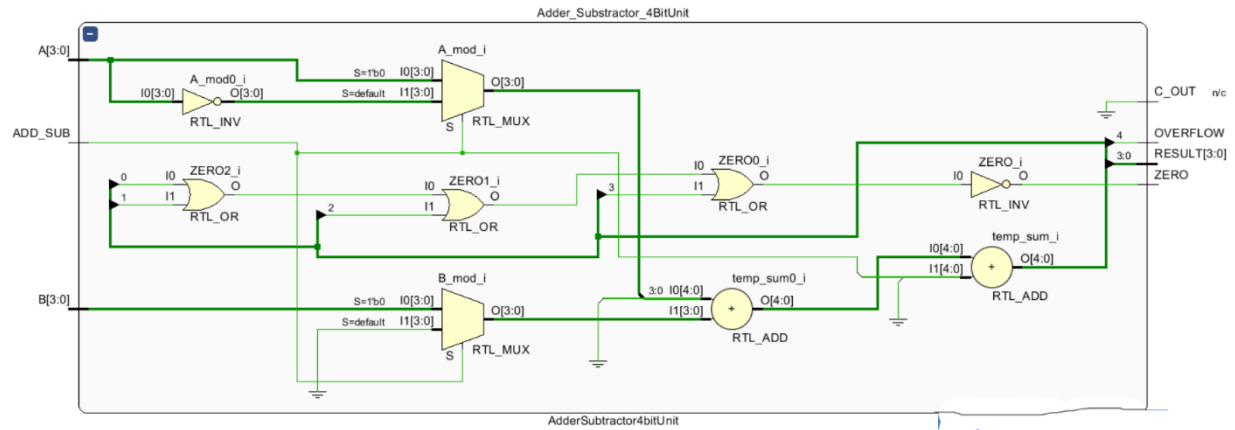 Adder_Substractor_4BitUnit
A[3:0]
A_mod_i
S=1'b0 I0[3:0]
A_mod0_i
O[3:0]
I0[3:0] O[3:0]
S=default I1[3:0]
RTL_INV
S RTL_MUX
C_OUT n/c
ADD_SUB
4 OVERFLOW
3:0 RESULT[3:0]
ZERO2_i
ZERO1_i
ZERO0_i
ZERO_i
ZERO
0 I0 O
1 I1
RTL_OR
I0 O
2 I1
RTL_OR
I0 O
3 I1
RTL_OR
I0 O
RTL_INV
temp_sum_i
I0[4:0] O[4:0]
I1[4:0]
+
RTL_ADD
B_mod_i
temp_sum0_i
B[3:0]
S=1'b0 I0[3:0] O[3:0]
S=default I1[3:0]
S RTL_MUX
3:0 I0[4:0] O[4:0]
I1[3:0]
+
RTL_ADD
AdderSubtractor4bitUnit